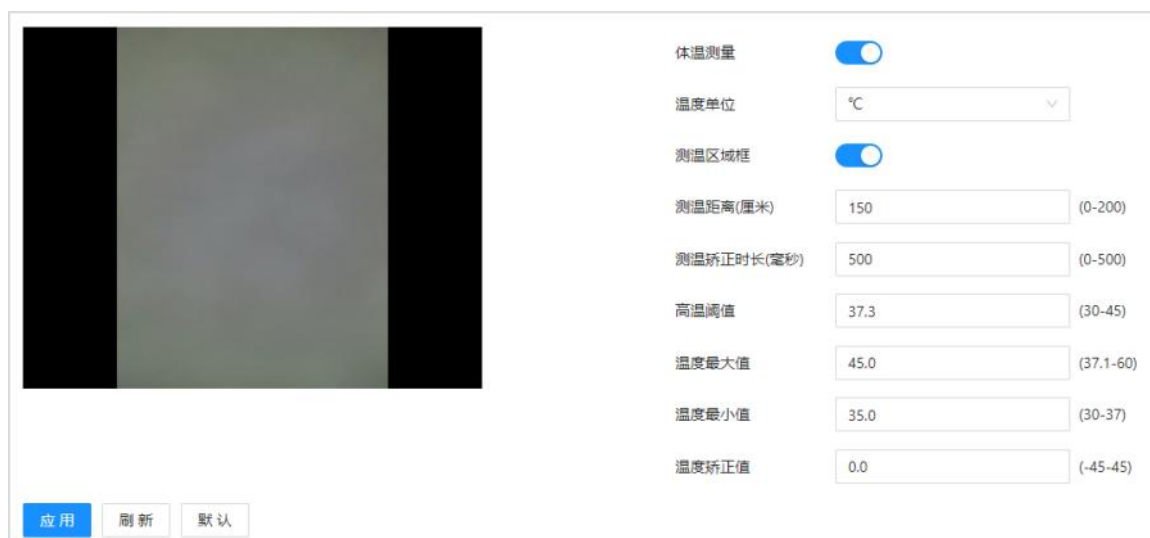 体温测量
温度单位 ℃
测温区域框
测温距离(厘米) 150 (0-200)
测温矫正时长(毫秒) 500 (0-500)
高温阈值 37.3 (30-45)
温度最大值 45.0 (37.1-60)
温度最小值 35.0 (30-37)
温度矫正值 0.0 (-45-45)
应用 刷新 默认